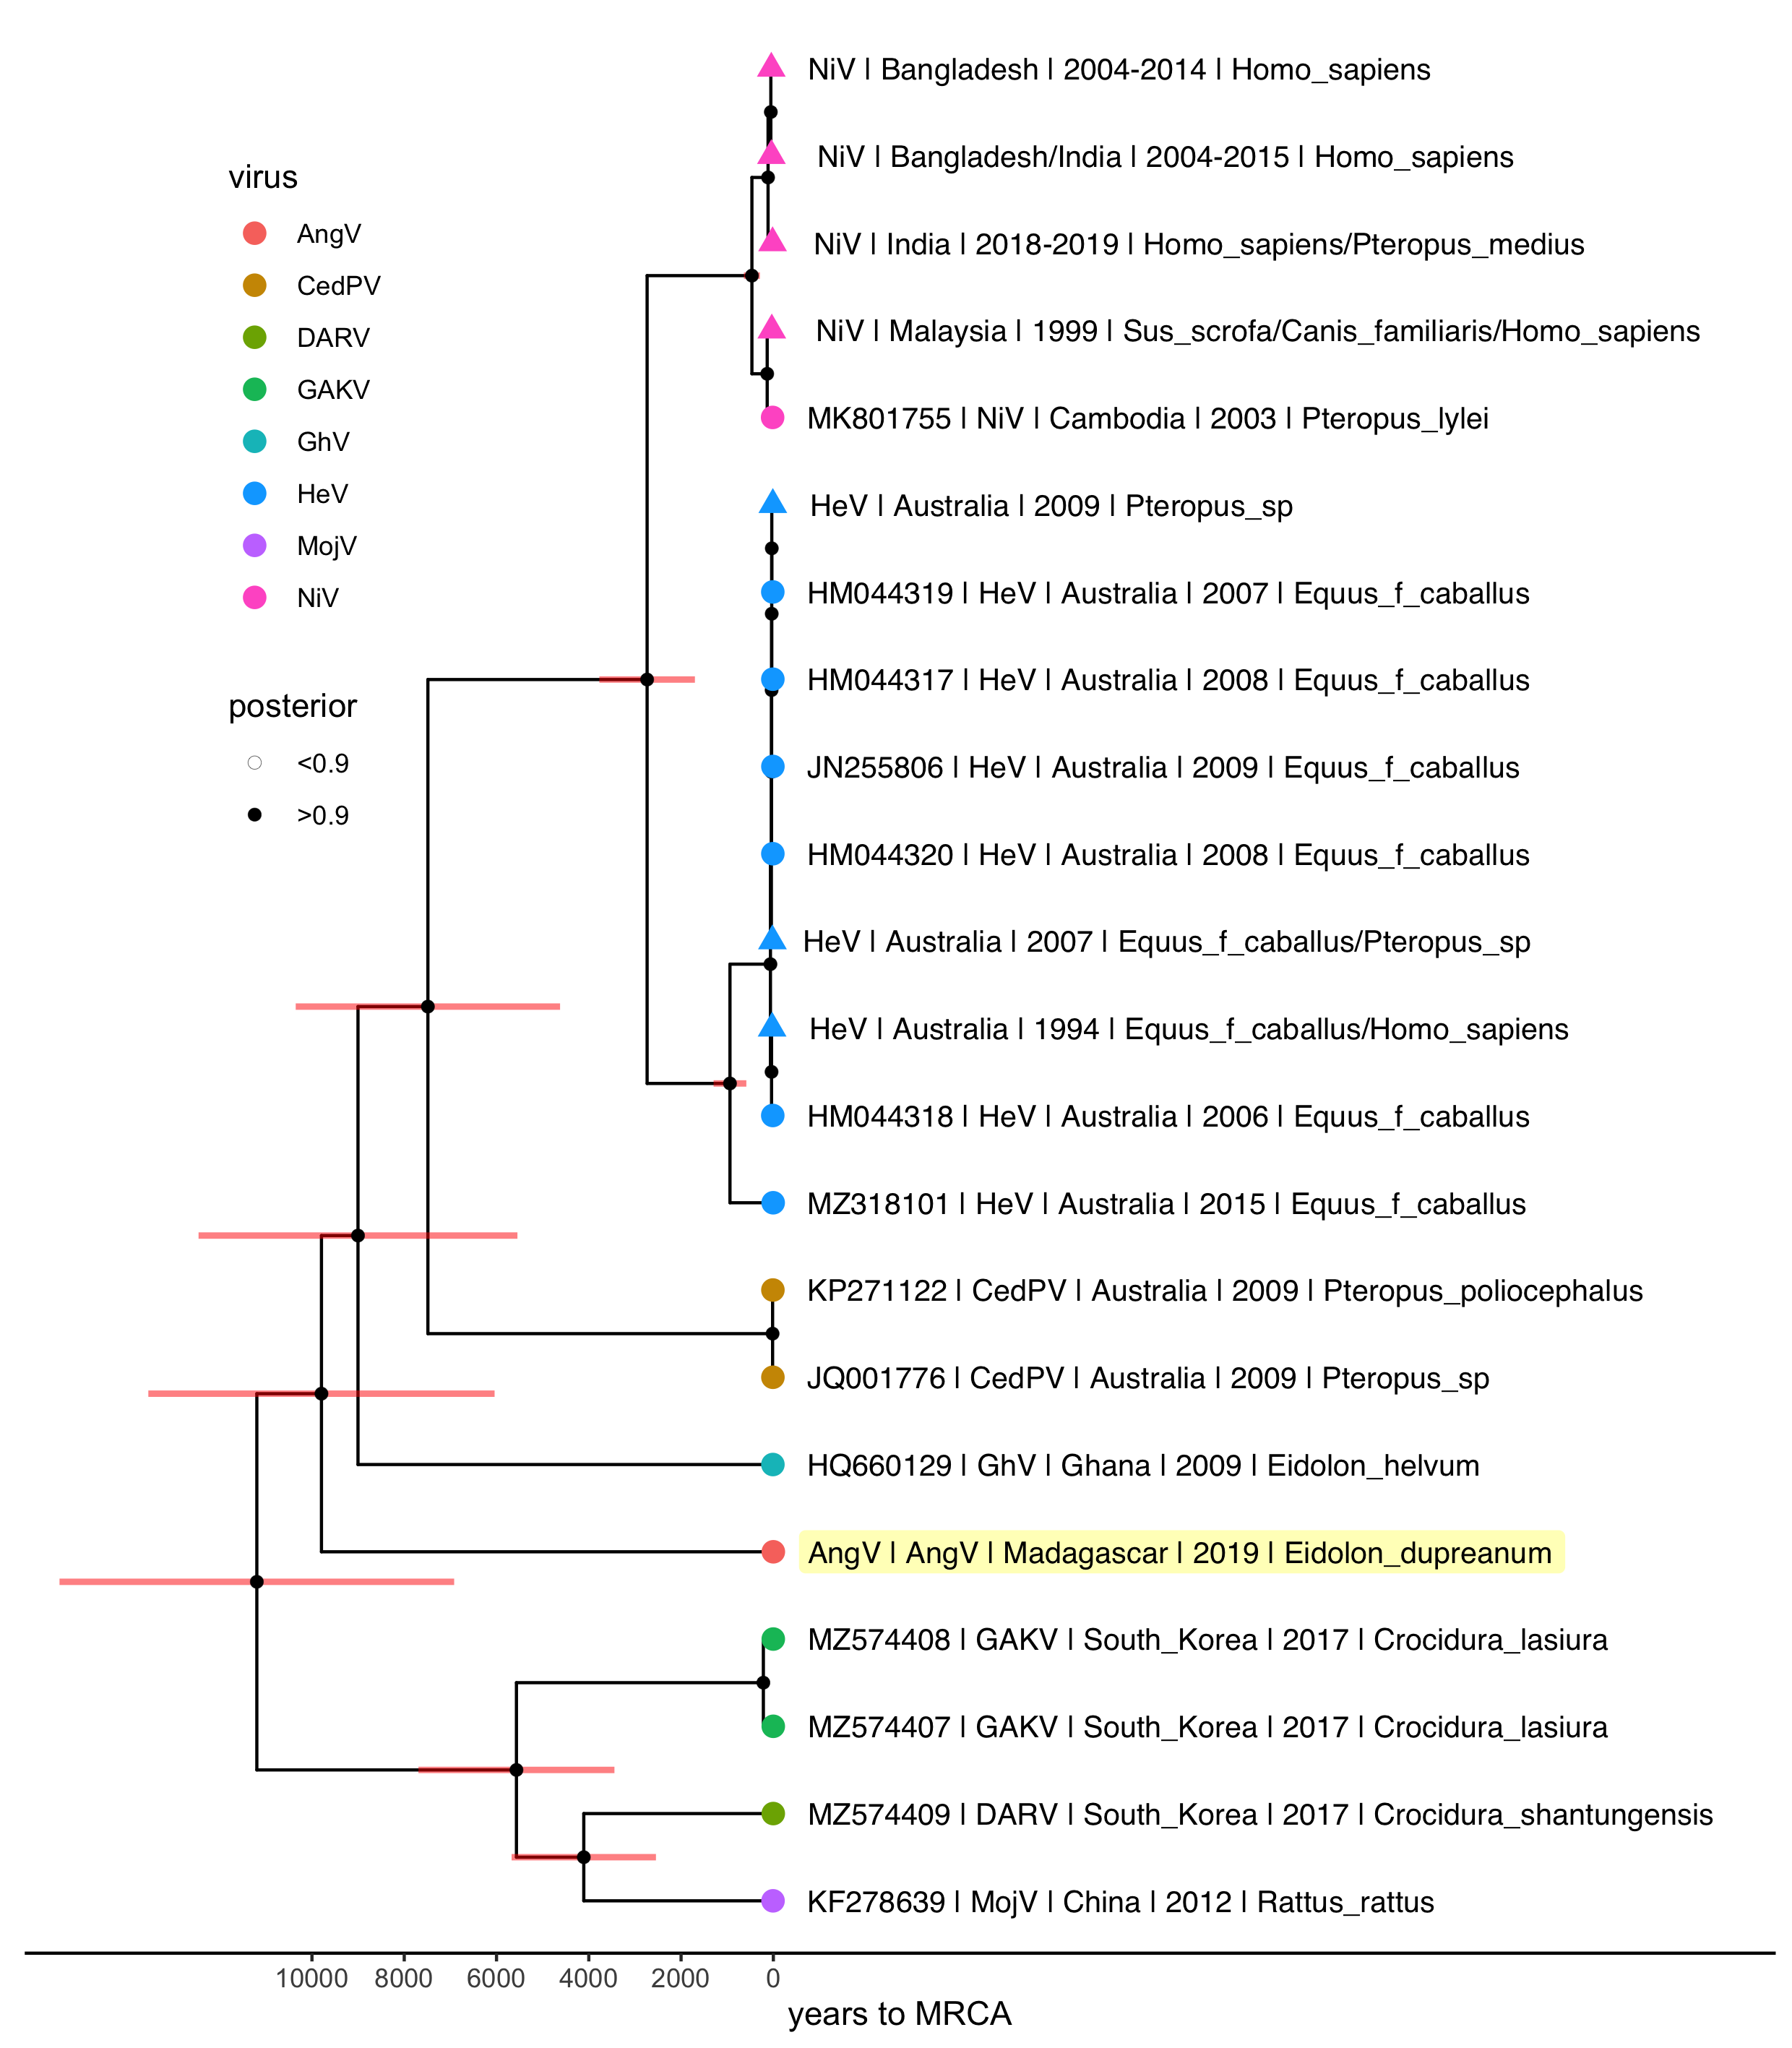 virus
AngV
CedPV
DARV
GAKV
GhV
HeV
MojV
NiV
posterior
<0.9
>0.9
NiV | Bangladesh | 2004-2014 | Homo_sapiens
NiV | Bangladesh/India | 2004-2015 | Homo_sapiens
NiV | India | 2018-2019 | Homo_sapiens/Pteropus_medius
NiV | Malaysia | 1999 | Sus_scrofa/Canis_familiaris/Homo_sapiens
MK801755 | NiV | Cambodia | 2003 | Pteropus_lylei
HeV | Australia | 2009 | Pteropus_sp
HM044319 | HeV | Australia | 2007 | Equus_f_caballus
HM044317 | HeV | Australia | 2008 | Equus_f_caballus
JN255806 | HeV | Australia | 2009 | Equus_f_caballus
HM044320 | HeV | Australia | 2008 | Equus_f_caballus
HeV | Australia | 2007 | Equus_f_caballus/Pteropus_sp
HeV | Australia | 1994 | Equus_f_caballus/Homo_sapiens
HM044318 | HeV | Australia | 2006 | Equus_f_caballus
MZ318101 | HeV | Australia | 2015 | Equus_f_caballus
KP271122 | CedPV | Australia | 2009 | Pteropus_poliocephalus
JQ001776 | CedPV | Australia | 2009 | Pteropus_sp
HQ660129 | GhV | Ghana | 2009 | Eidolon_helvum
AngV | AngV | Madagascar | 2019 | Eidolon_dupreanum
MZ574408 | GAKV | South_Korea | 2017 | Crocidura_lasiura
MZ574407 | GAKV | South_Korea | 2017 | Crocidura_lasiura
MZ574409 | DARV | South_Korea | 2017 | Crocidura_shantungensis
KF278639 | MojV | China | 2012 | Rattus_rattus
10000 8000 6000 4000 2000 0
years to MRCA